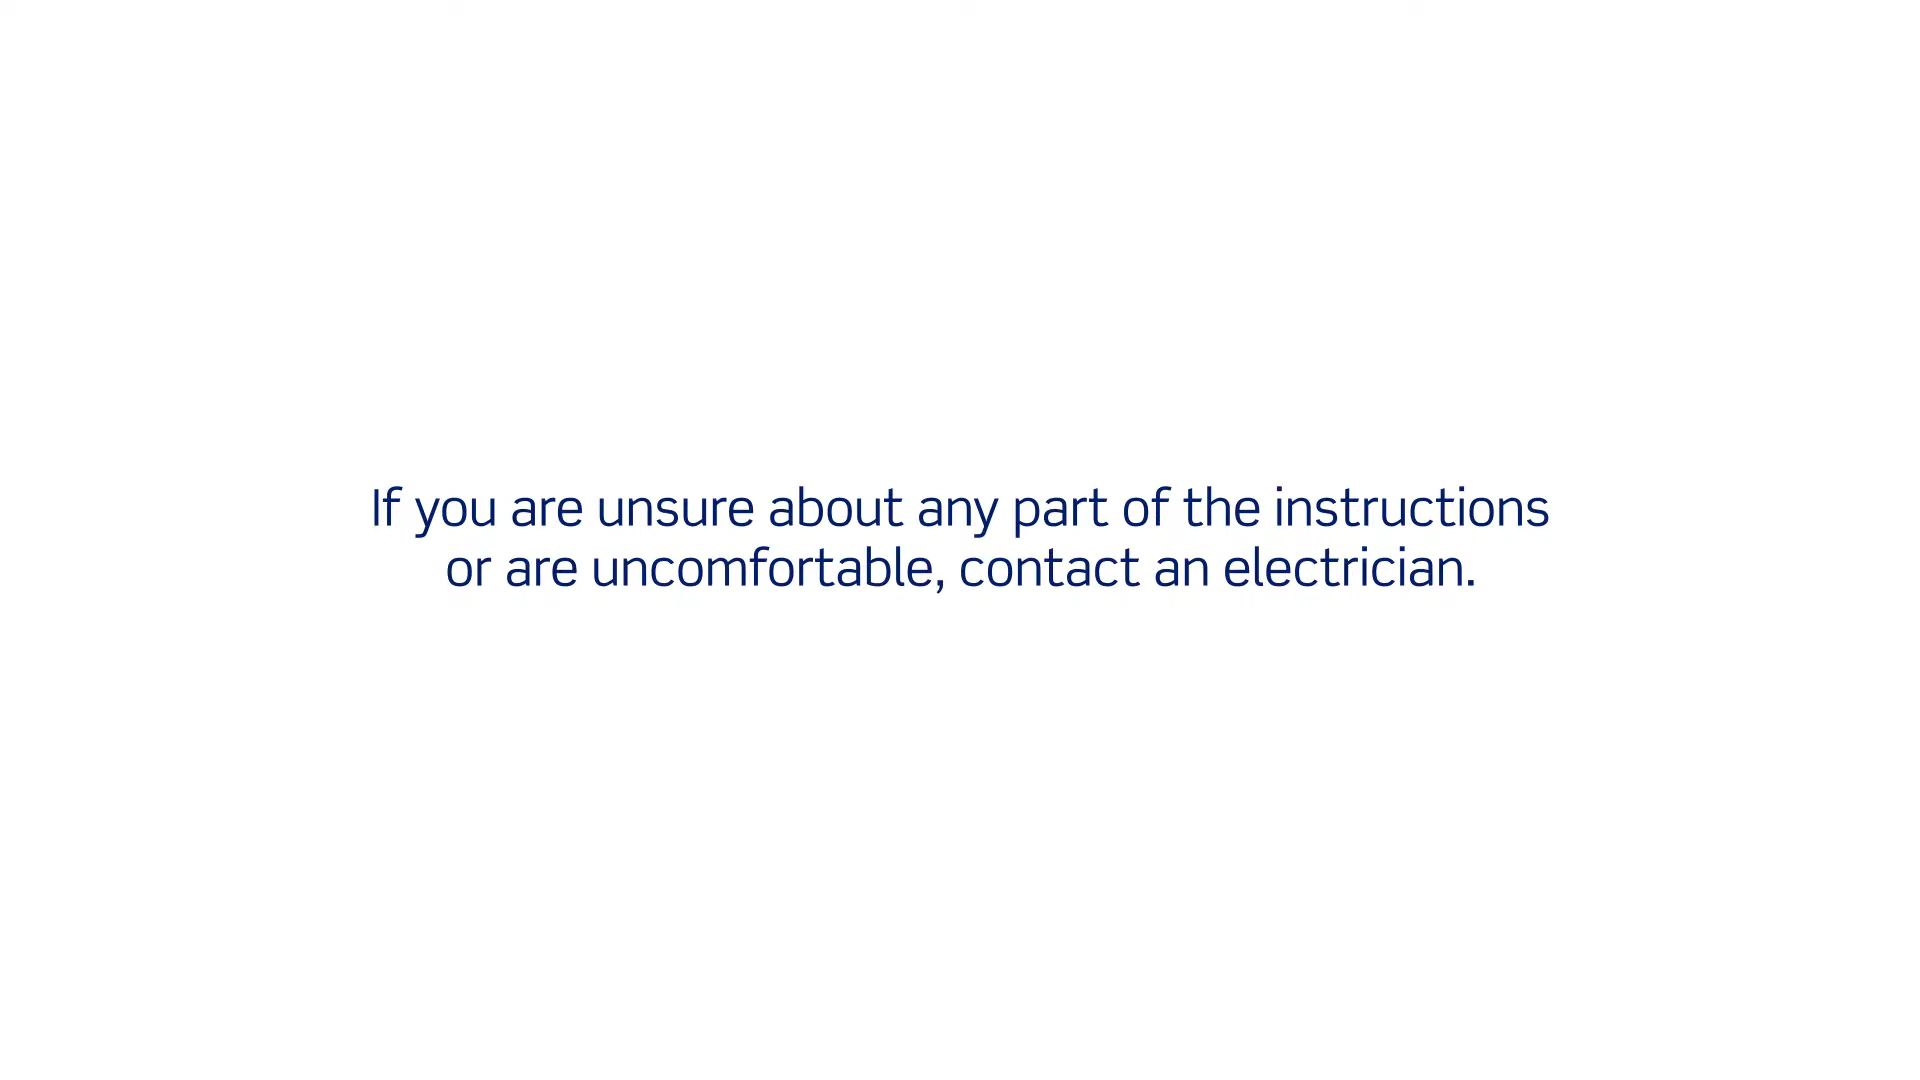 If you are unsure about any part of the instructions
or are uncomfortable, contact an electrician.